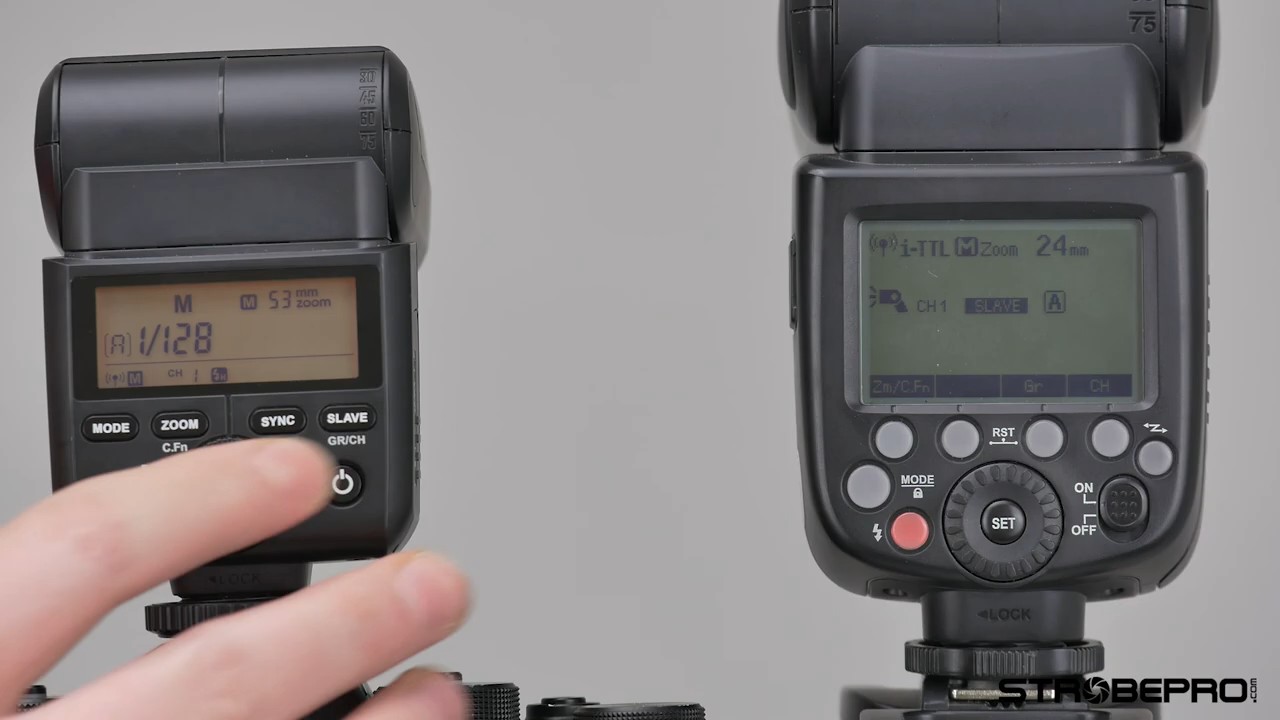 30
45
60
75
M M 53 mm zoom
[A] 1/128
M CH 1
MODE ZOOM SYNC SLAVE
C.Fn GR/CH
◄LOCK
75
i-TTL M Zoom 24mm
CH1 SLAVE A
Zm/C.Fn Gr CH
RST
MODE
ON
SET
OFF
◄LOCK
STROBEPRO.com